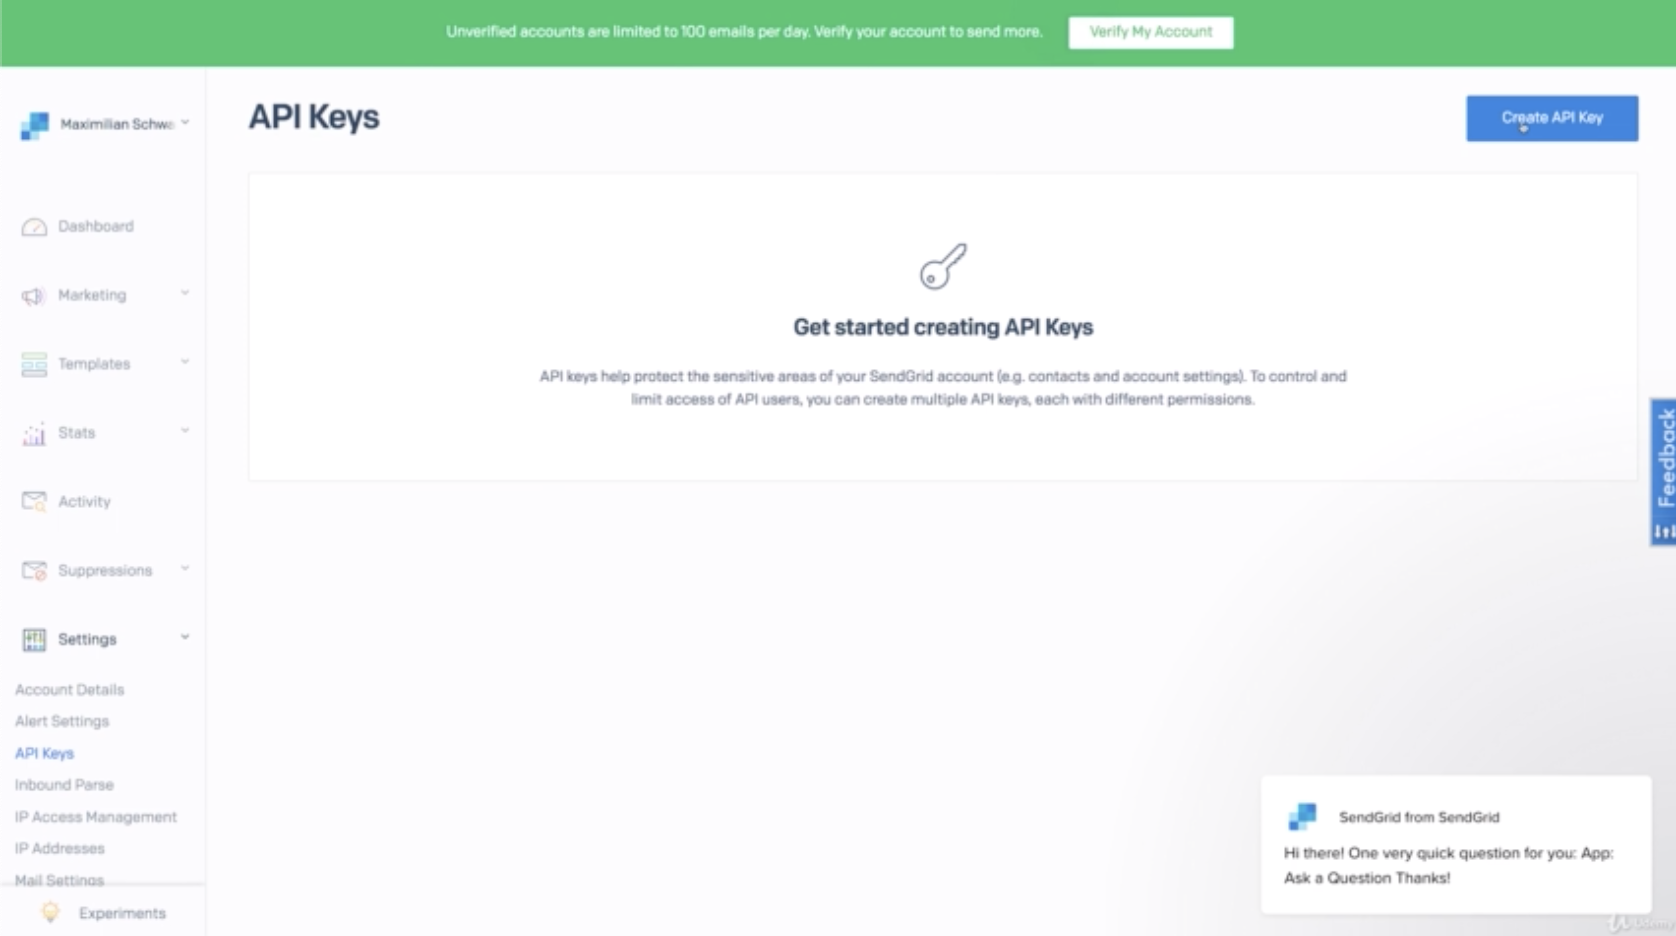 Unverified accounts are limited to 100 emails per day. Verify your account to send more.
Verify My Account
Maximilian Schwa
API Keys
Create API Key
Dashboard
Marketing
Templates
Stats
Activity
Suppressions
Settings
Account Details
Alert Settings
API Keys
Inbound Parse
IP Access Management
IP Addresses
Mail Settings
Experiments
Get started creating API Keys
API keys help protect the sensitive areas of your SendGrid account (e.g. contacts and account settings). To control and
limit access of API users, you can create multiple API keys, each with different permissions.
Feedback
SendGrid from SendGrid
Hi there! One very quick question for you: App:
Ask a Question Thanks!
Udemy